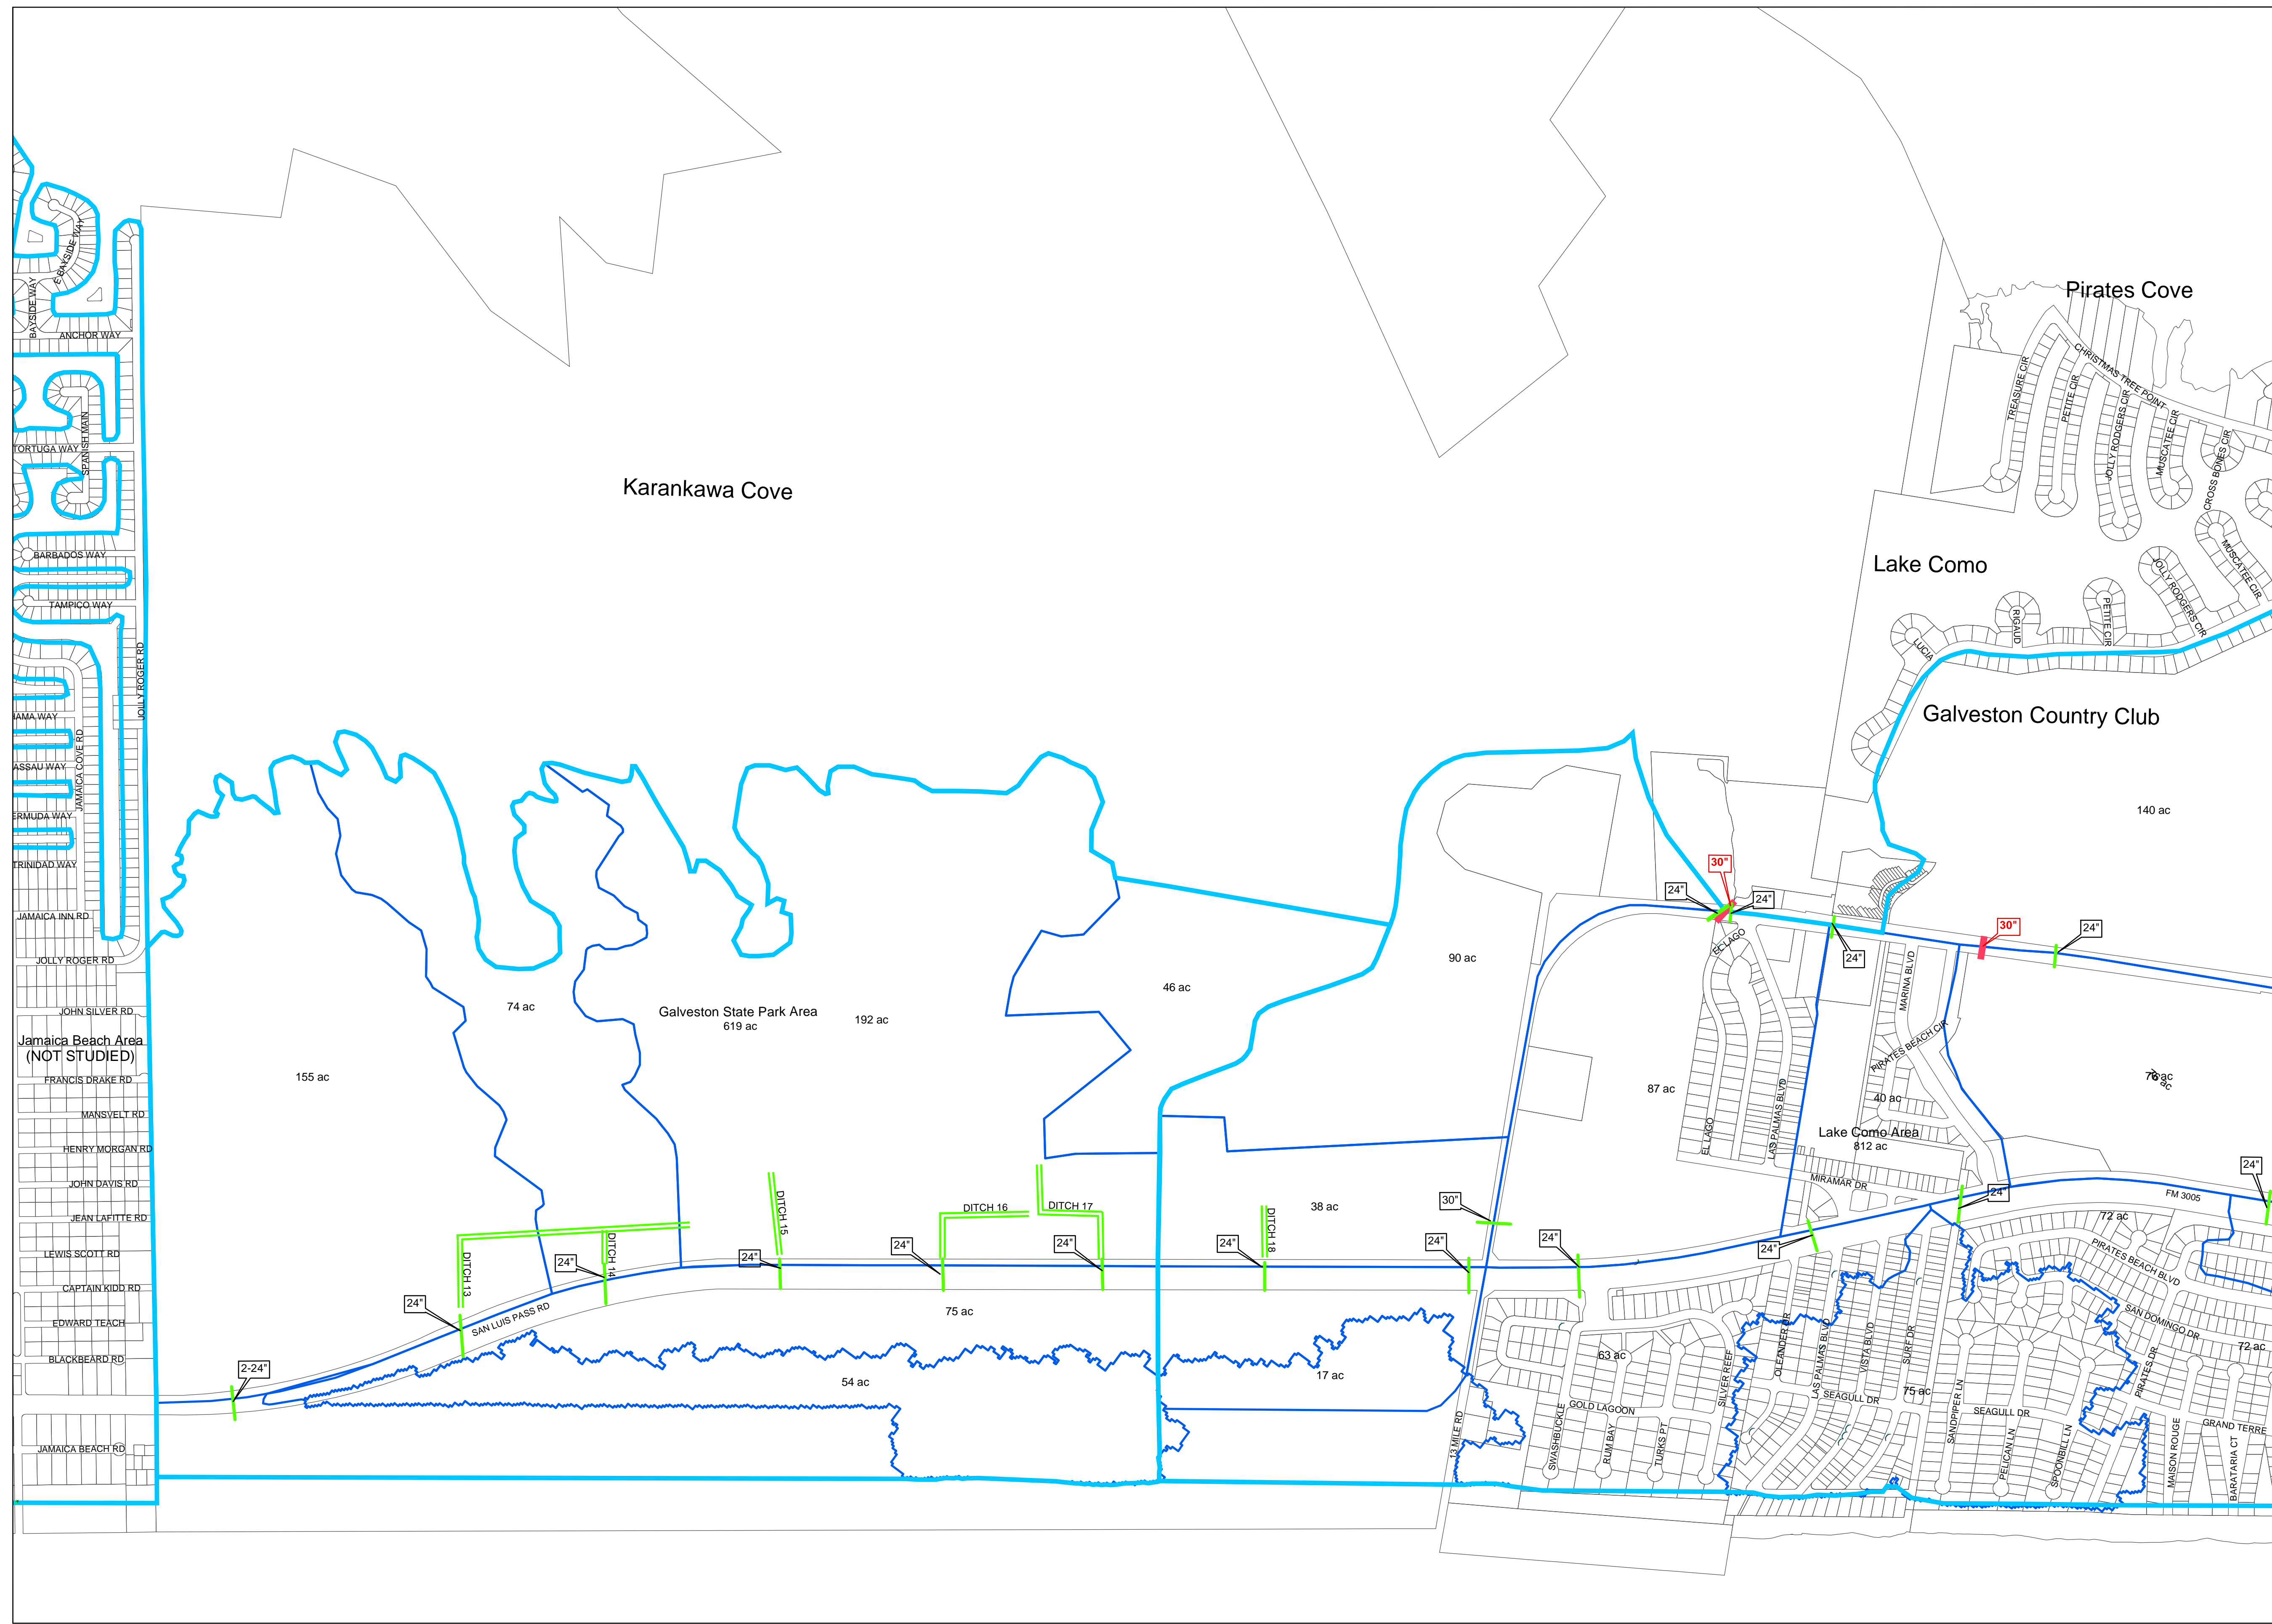 Pirates Cove
E BAYSIDE WAY
BAYSIDE WAY
ANCHOR WAY
TREASURE CIR
PETITE CIR
CHRISTMAS TREE POINT
JOLLY RODGERS CIR
MUSCATEE CIR
CROSS BONES CIR
SPANISH MAIN
TORTUGA WAY
Karankawa Cove
BARBADOS WAY
Lake Como
MUSCATEE CIR
JOLLY RODGERS CIR
TAMPICO WAY
RIGAUD
PETITE CIR
LUCIA
JOLLY ROGER RD
AMA WAY
Galveston Country Club
ASSAU WAY
JAMAICA COVE RD
ERMUDA WAY
140 ac
TRINIDAD WAY
30"
24"
24"
JAMAICA INN RD
30"
24"
EL LAGO
24"
JOLLY ROGER RD
90 ac
MARINA BLVD
46 ac
74 ac
JOHN SILVER RD
Galveston State Park Area
619 ac
192 ac
Jamaica Beach Area
(NOT STUDIED)
PIRATES BEACH CIR
155 ac
FRANCIS DRAKE RD
76 ac
76 ac
87 ac
40 ac
MANSVELT RD
LAS PALMAS BLVD
EL LAGO
Lake Como Area
812 ac
HENRY MORGAN RD
24"
JOHN DAVIS RD
MIRAMAR DR
24"
FM 3005
DITCH 15
DITCH 16
DITCH 17
30"
38 ac
72 ac
JEAN LAFITTE RD
DITCH 18
LEWIS SCOTT RD
DITCH 14
24"
24"
24"
24"
24"
24"
24"
24"
PIRATES BEACH BLVD
DITCH 13
CAPTAIN KIDD RD
24"
75 ac
SAN LUIS PASS RD
EDWARD TEACH
SAN DOMINGO DR
BLACKBEARD RD
2-24"
54 ac
17 ac
63 ac
OLEANDER DR
LAS PALMAS BLVD
VISTA BLVD
SURF DR
72 ac
PIRATES DR
SILVER REEF
75 ac
SEAGULL DR
GOLD LAGOON
SANDPIPER LN
SEAGULL DR
GRAND TERRE
JAMAICA BEACH RD
13 MILE RD
SWASHBUCKLE
RUM BAY
TURKS PT
PELICAN LN
SPOONBILL LN
MAISON ROUGE
BARATARIA CT